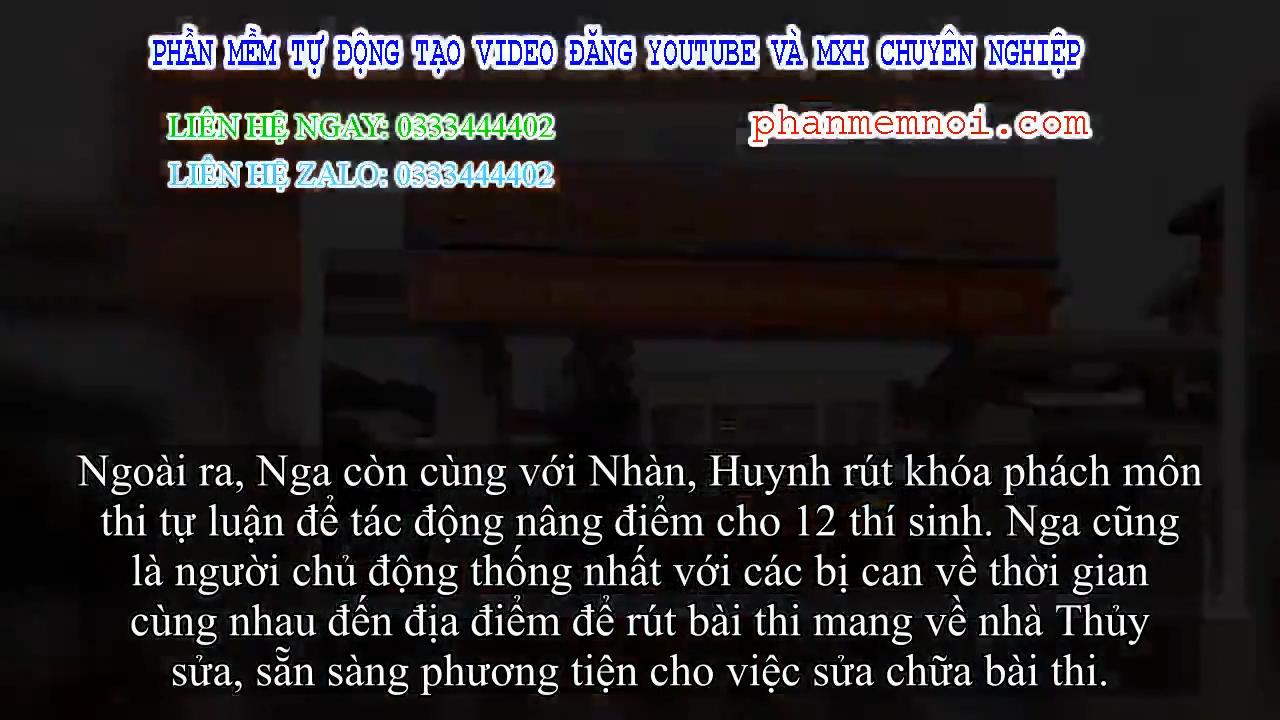 PHẦN MỀM TỰ ĐỘNG TẠO VIDEO ĐĂNG YOUTUBE VÀ MXH CHUYÊN NGHIỆP
LIÊN HỆ NGAY: 0333444402
phanmemnoi.com
LIÊN HỆ ZALO: 0333444402
Ngoài ra, Nga còn cùng với Nhàn, Huynh rút khóa phách môn
thi tự luận để tác động nâng điểm cho 12 thí sinh. Nga cũng
là người chủ động thống nhất với các bị can về thời gian
cùng nhau đến địa điểm để rút bài thi mang về nhà Thủy
sửa, sẵn sàng phương tiện cho việc sửa chữa bài thi.